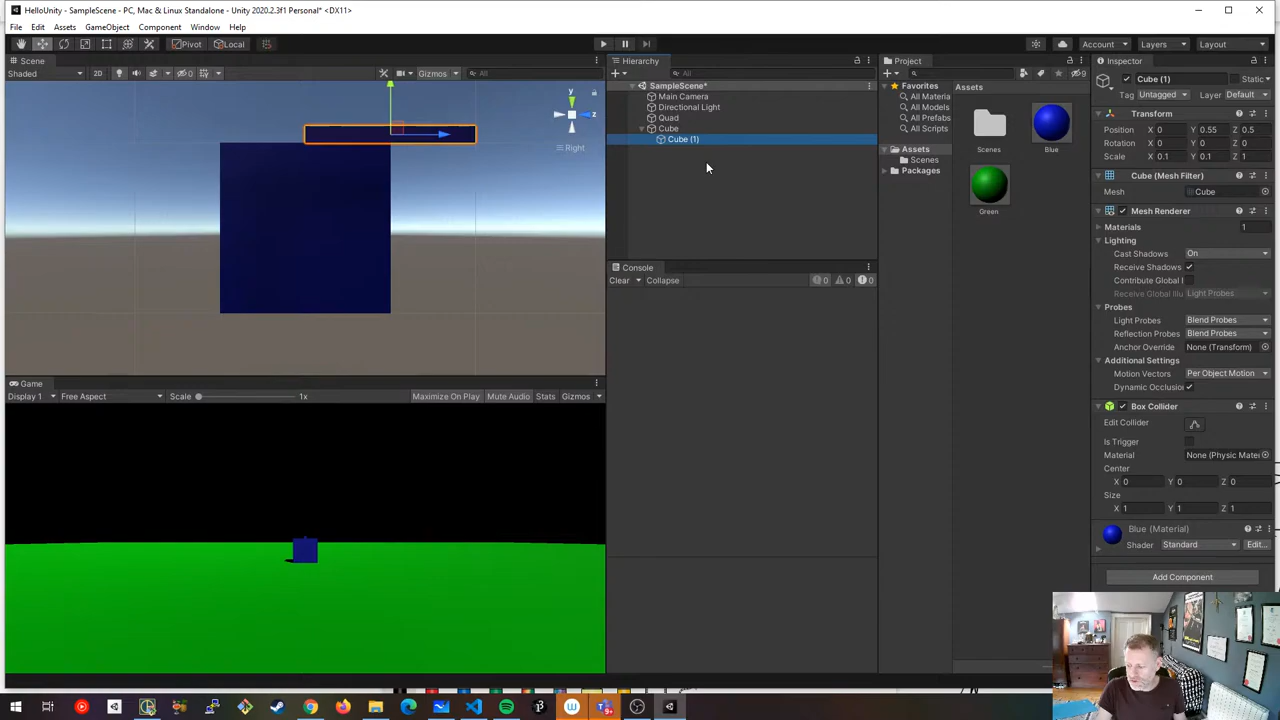 HelloUnity - SampleScene - PC, Mac & Linux Standalone - Unity 2020.2.3f1 Personal* <DX11>
File Edit Assets GameObject Component Window Help
Pivot Local Account Layers Layout
Scene
Shaded 2D Gizmos All
y
z
Right
Game
Display 1 Free Aspect Scale 1x Maximize On Play Mute Audio Stats Gizmos
Hierarchy
All
SampleScene*
Main Camera
Directional Light
Quad
Cube
Cube (1)
Console
Clear Collapse 0 0 0
Project
9
Favorites
All Materia
All Models
All Prefabs
All Scripts
Assets
Scenes
Packages
Assets
Scenes
Blue
Green
Inspector
Cube (1) Static
Tag Untagged Layer Default
Transform
Position X 0 Y 0.55 Z 0.5
Rotation X 0 Y 0 Z 0
Scale X 0.1 Y 0.1 Z 1
Cube (Mesh Filter)
Mesh Cube
Mesh Renderer
Materials 1
Lighting
Cast Shadows On
Receive Shadows
Contribute Global I
Receive Global Illu Light Probes
Probes
Light Probes Blend Probes
Reflection Probes Blend Probes
Anchor Override None (Transform)
Additional Settings
Motion Vectors Per Object Motion
Dynamic Occlusion
Box Collider
Edit Collider
Is Trigger
Material None (Physic Mater
Center
X 0 Y 0 Z 0
Size
X 1 Y 1 Z 1
Blue (Material)
Shader Standard Edit...
Add Component